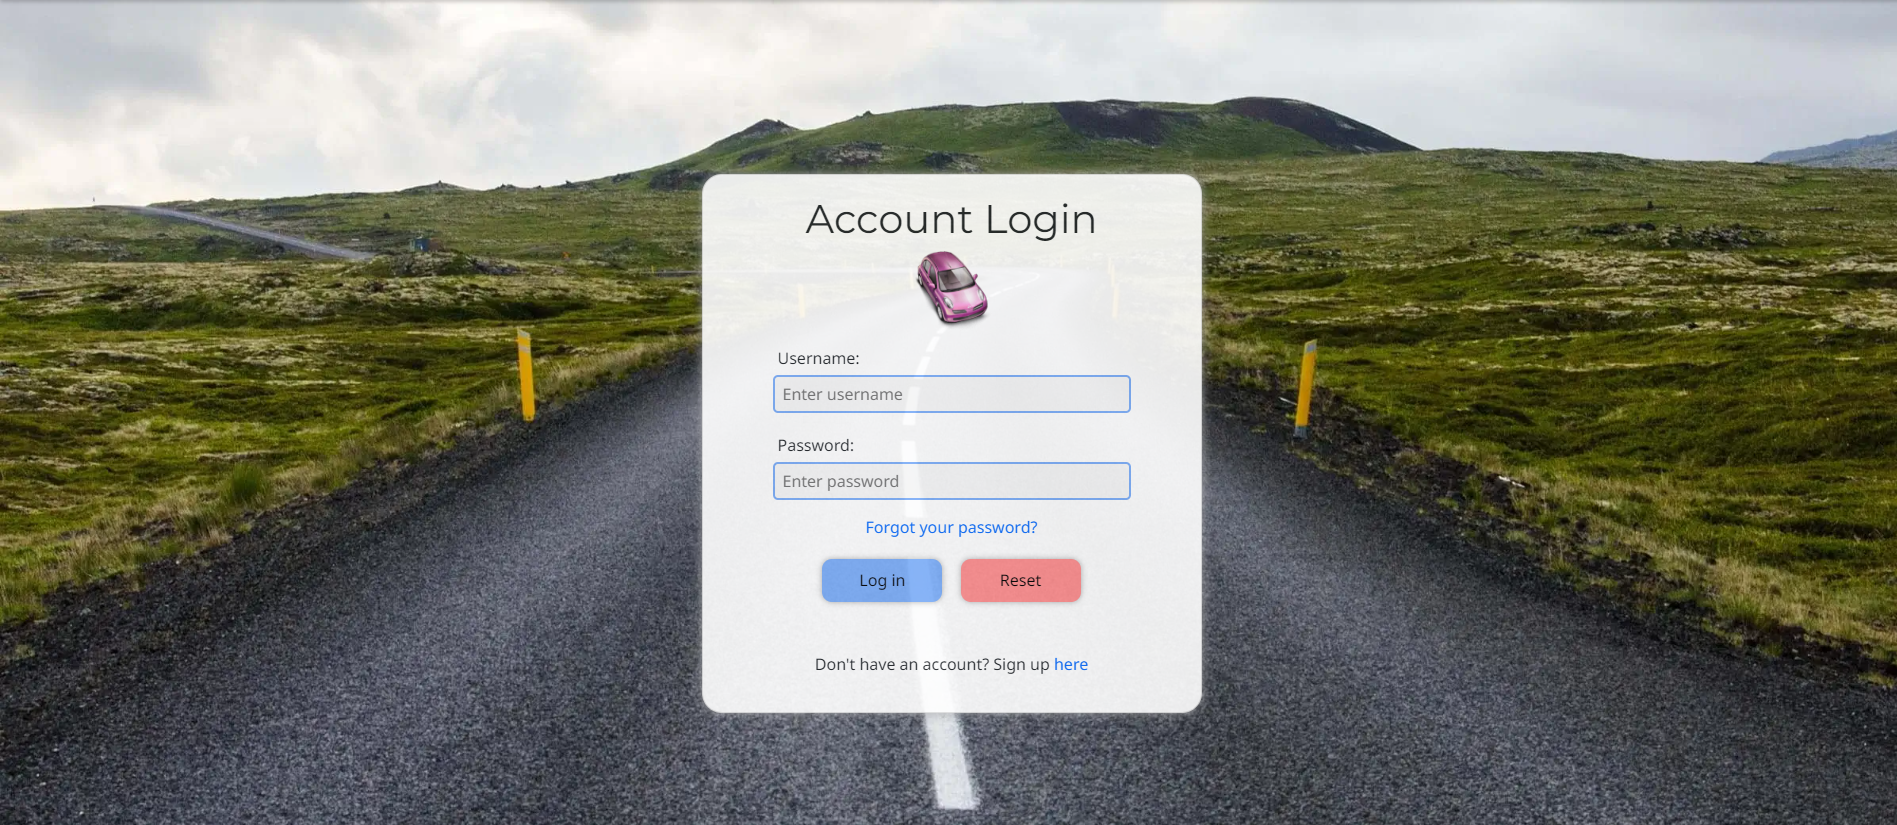 Account Login
Username:
Enter username
Password:
Enter password
Forgot your password?
Log in Reset
Don't have an account? Sign up here